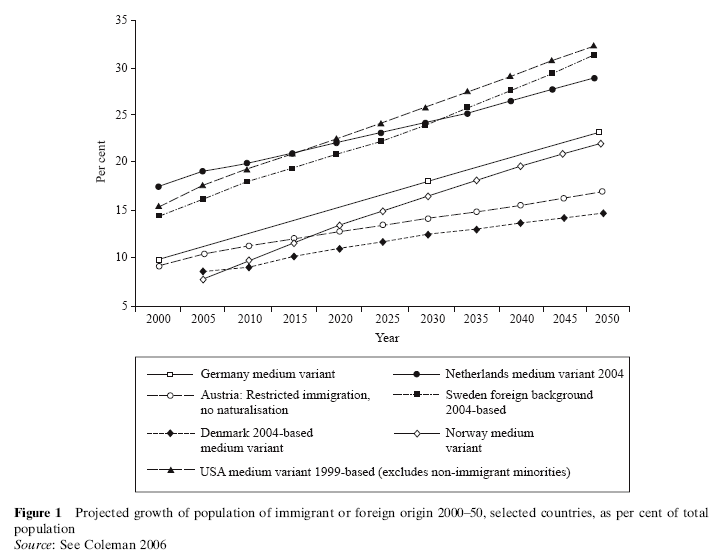 35
30
25
20
15
10
5
Per cent
2000 2005 2010 2015 2020 2025 2030 2035 2040 2045 2050
Year
Germany medium variant
Netherlands medium variant 2004
Austria: Restricted immigration,
no naturalisation
Sweden foreign background
2004-based
Denmark 2004-based
medium variant
Norway medium
variant
USA medium variant 1999-based (excludes non-immigrant minorities)
Figure 1 Projected growth of population of immigrant or foreign origin 2000–50, selected countries, as per cent of total
population
Source: See Coleman 2006